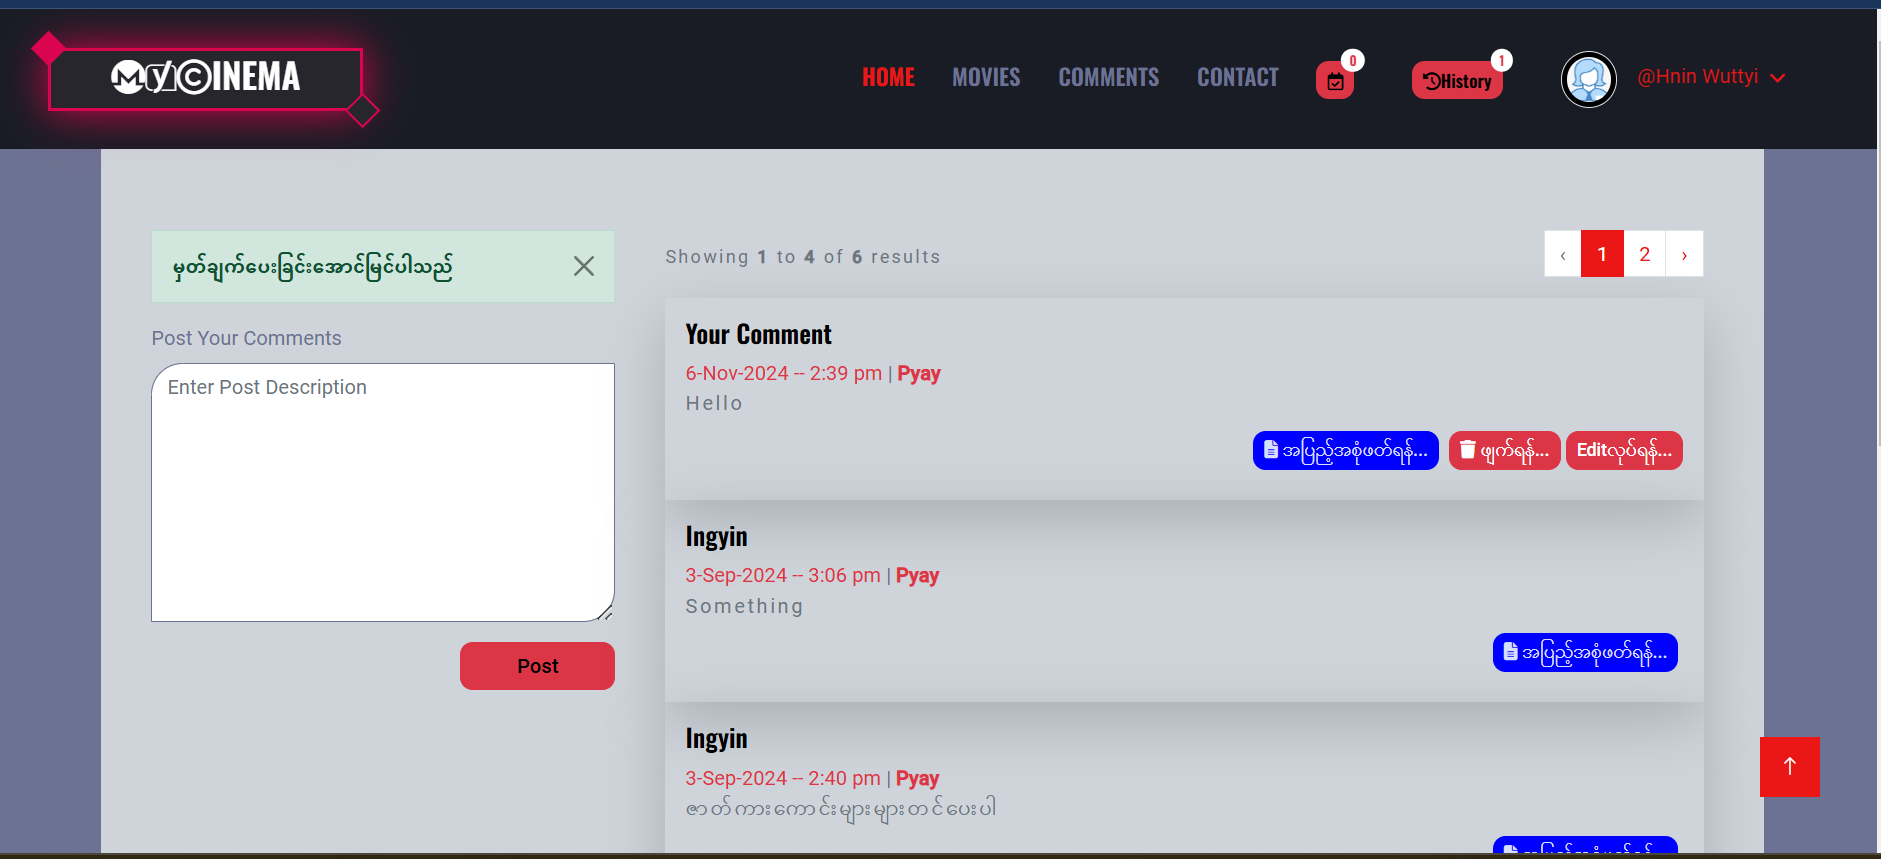 MyCINEMA
HOME MOVIES COMMENTS CONTACT 0 History 1 @Hnin Wuttyi
မှတ်ချက်ပေးခြင်းအောင်မြင်ပါသည်
Post Your Comments
Enter Post Description
Post
Showing 1 to 4 of 6 results
‹ 1 2 ›
Your Comment
6-Nov-2024 -- 2:39 pm | Pyay
Hello
အပြည့်အစုံဖတ်ရန်... ဖျက်ရန်... Editလုပ်ရန်...
Ingyin
3-Sep-2024 -- 3:06 pm | Pyay
Something
အပြည့်အစုံဖတ်ရန်...
Ingyin
3-Sep-2024 -- 2:40 pm | Pyay
ဇာတ်ကားကောင်းများများတင်ပေးပါ